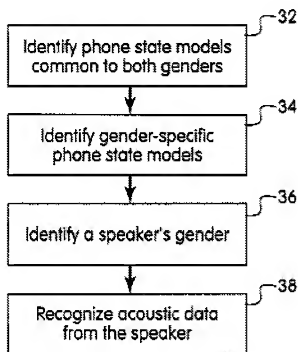 32
Identify phone state models
common to both genders
34
Identify gender-specific
phone state models
36
Identify a speaker's gender
38
Recognize acoustic data
from the speaker